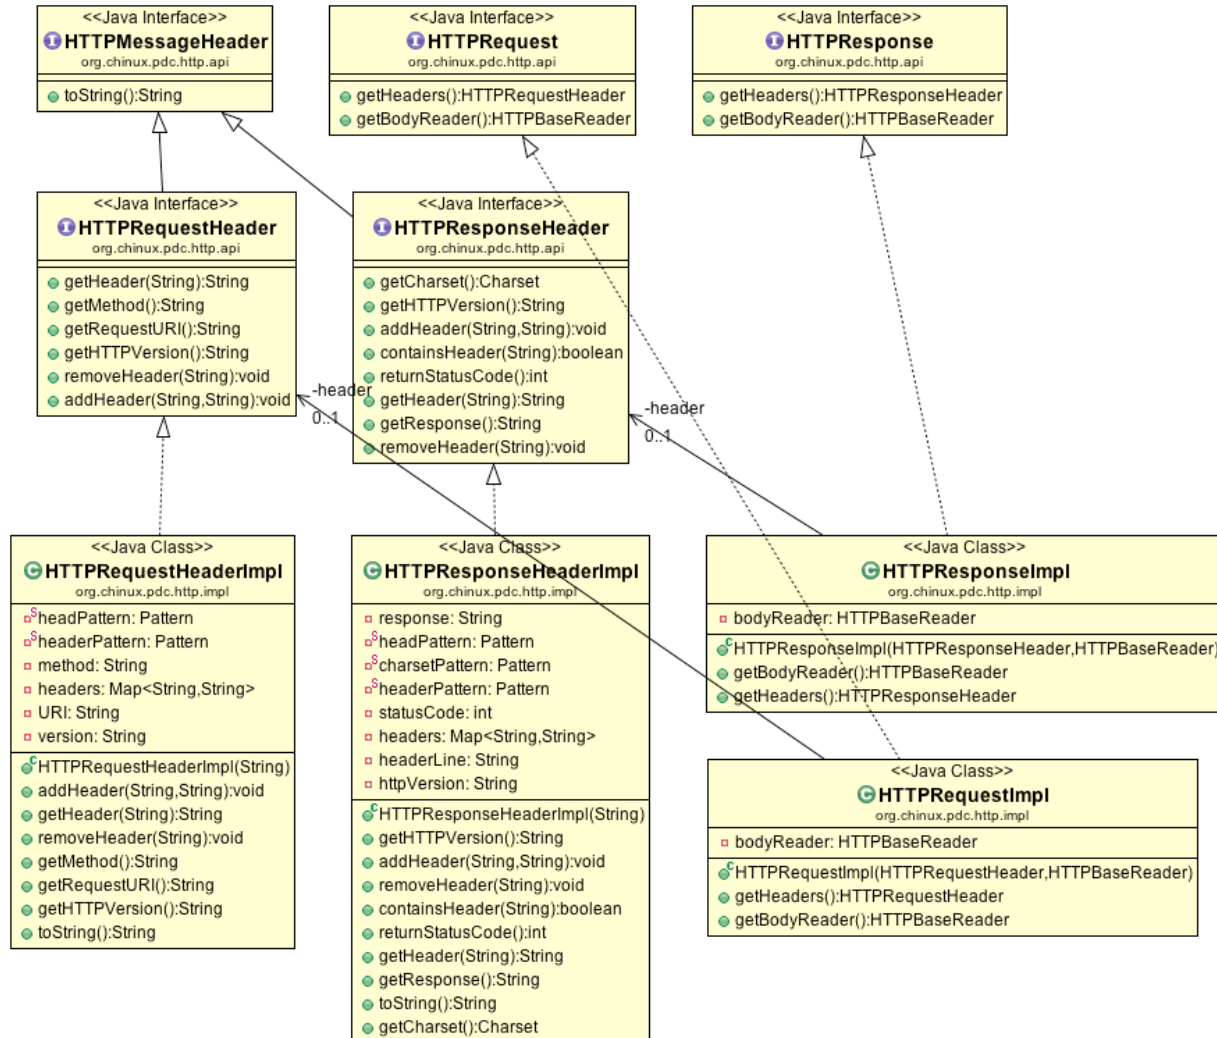 <<Java Interface>>
HTTPMessageHeader
org.chinux.pdc.http.api
toString():String
<<Java Interface>>
HTTPRequest
org.chinux.pdc.http.api
getHeaders():HTTPRequestHeader
getBodyReader():HTTPBaseReader
<<Java Interface>>
HTTPResponse
org.chinux.pdc.http.api
getHeaders():HTTPResponseHeader
getBodyReader():HTTPBaseReader
<<Java Interface>>
HTTPRequestHeader
org.chinux.pdc.http.api
getHeader(String):String
getMethod():String
getRequestURI():String
getHTTPVersion():String
removeHeader(String):void
addHeader(String,String):void
-header
0..1
<<Java Interface>>
HTTPResponseHeader
org.chinux.pdc.http.api
getCharset():Charset
getHTTPVersion():String
addHeader(String,String):void
containsHeader(String):boolean
returnStatusCode():int
getHeader(String):String
getResponse():String
removeHeader(String):void
-header
0..1
<<Java Class>>
HTTPRequestHeaderImpl
org.chinux.pdc.http.impl
headPattern: Pattern
headerPattern: Pattern
method: String
headers: Map<String,String>
URI: String
version: String
HTTPRequestHeaderImpl(String)
addHeader(String,String):void
getHeader(String):String
removeHeader(String):void
getMethod():String
getRequestURI():String
getHTTPVersion():String
toString():String
<<Java Class>>
HTTPResponseHeaderImpl
org.chinux.pdc.http.impl
response: String
headPattern: Pattern
charsetPattern: Pattern
headerPattern: Pattern
statusCode: int
headers: Map<String,String>
headerLine: String
httpVersion: String
HTTPResponseHeaderImpl(String)
getHTTPVersion():String
addHeader(String,String):void
removeHeader(String):void
containsHeader(String):boolean
returnStatusCode():int
getHeader(String):String
getResponse():String
toString():String
getCharset():Charset
<<Java Class>>
HTTPResponseImpl
org.chinux.pdc.http.impl
bodyReader: HTTPBaseReader
HTTPResponseImpl(HTTPResponseHeader,HTTPBaseReader)
getBodyReader():HTTPBaseReader
getHeaders():HTTPResponseHeader
<<Java Class>>
HTTPRequestImpl
org.chinux.pdc.http.impl
bodyReader: HTTPBaseReader
HTTPRequestImpl(HTTPRequestHeader,HTTPBaseReader)
getHeaders():HTTPRequestHeader
getBodyReader():HTTPBaseReader